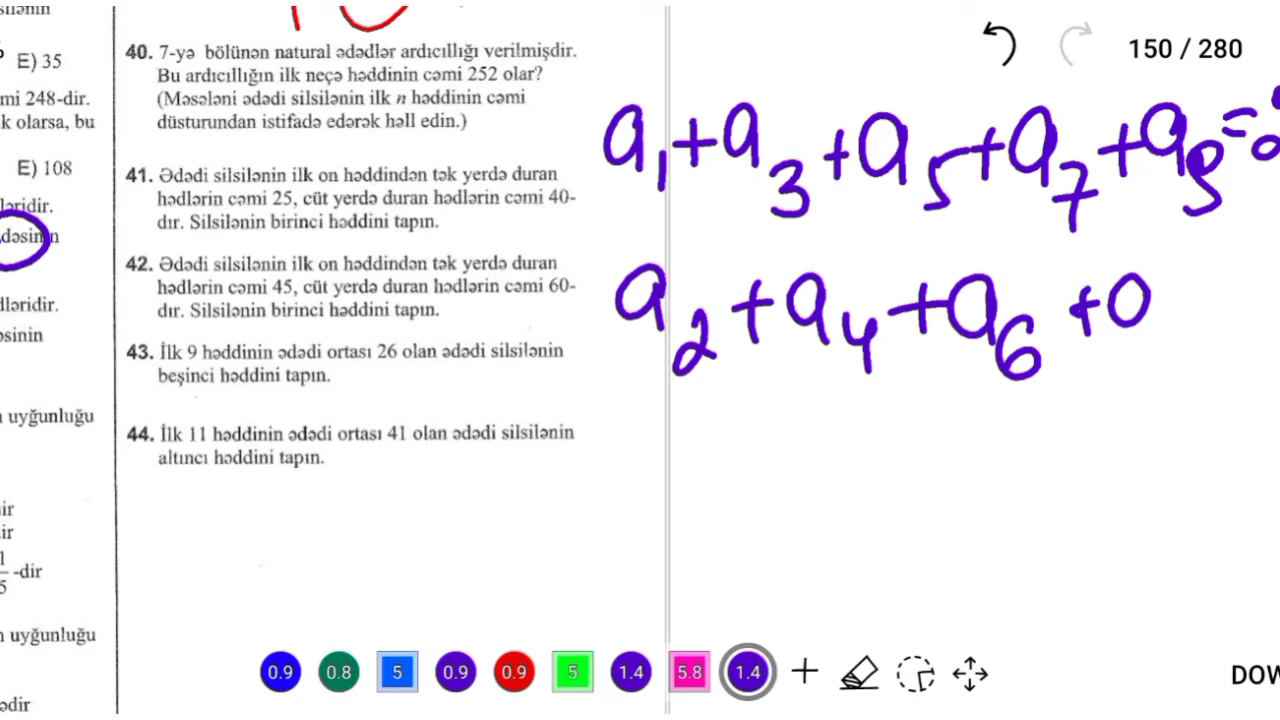 E) 35
mi 248-dir.
k olarsa, bu
E) 108
ləridir.
dəsinin
dləridir.
əsinin
uyğunluğu
ir
ir
1
5
-dir
uyğunluğu
ədir
40. 7-yə bölünən natural ədədlər ardıcıllığı verilmişdir.
Bu ardıcıllığın ilk neçə həddinin cəmi 252 olar?
(Məsələni ədədi silsilənin ilk n həddinin cəmi
düsturundan istifadə edərək həll edin.)
41. Ədədi silsilənin ilk on həddindən tək yerdə duran
hədlərin cəmi 25, cüt yerdə duran hədlərin cəmi 40-
dır. Silsilənin birinci həddini tapın.
42. Ədədi silsilənin ilk on həddindən tək yerdə duran
hədlərin cəmi 45, cüt yerdə duran hədlərin cəmi 60-
dır. Silsilənin birinci həddini tapın.
43. İlk 9 həddinin ədədi ortası 26 olan ədədi silsilənin
beşinci həddini tapın.
44. İlk 11 həddinin ədədi ortası 41 olan ədədi silsilənin
altıncı həddini tapın.
150 / 280
a₁+a₃+a₅+a₇+a₉=
a₂+a₄+a₆+
0.9 0.8 5 0.9 0.9 5 1.4 5.8 1.4
DOW